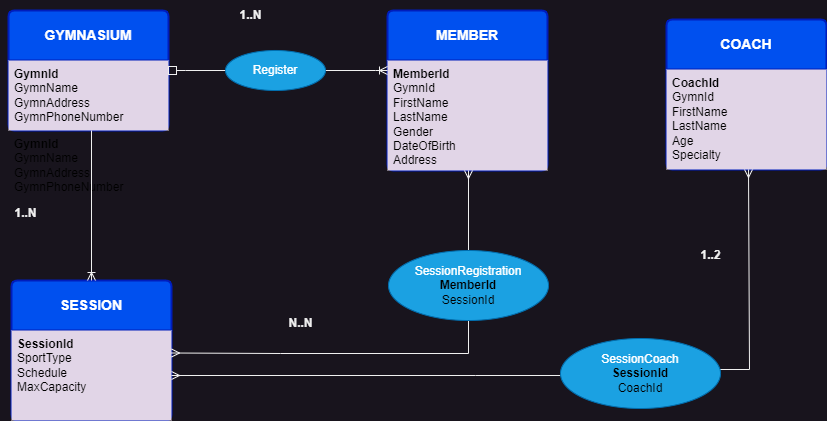 1..N
GYMNASIUM
GymnId
GymnName
GymnAddress
GymnPhoneNumber
GymnId
GymnName
GymnAddress
GymnPhoneNumber
Register
MEMBER
MemberId
GymnId
FirstName
LastName
Gender
DateOfBirth
Address
COACH
CoachId
GymnId
FirstName
LastName
Age
Specialty
1..N
1..2
SessionRegistration
MemberId
SessionId
SESSION
SessionId
SportType
Schedule
MaxCapacity
N..N
SessionCoach
SessionId
CoachId